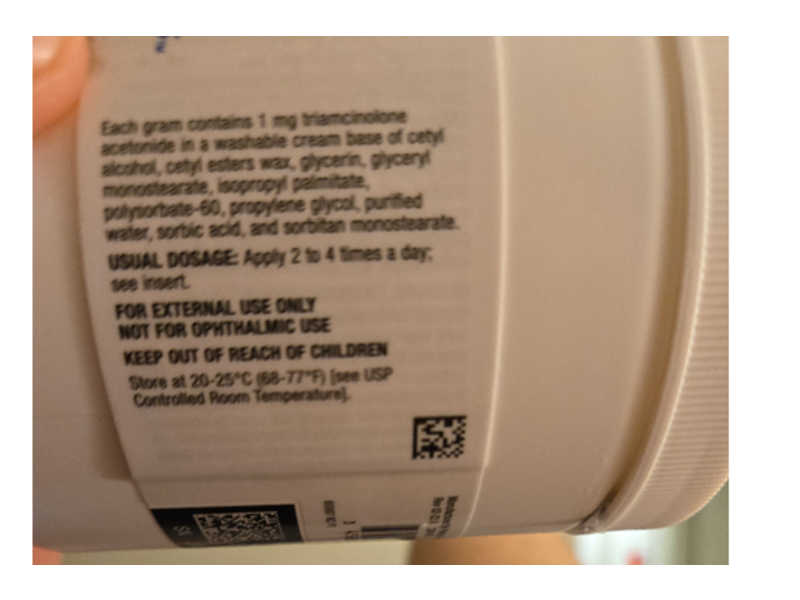 Each gram contains 1 mg triamcinolone
acetonide in a washable cream base of cetyl
alcohol, cetyl esters wax, glycerin, glyceryl
monostearate, isopropyl palmitate,
polysorbate-60, propylene glycol, purified
water, sorbic acid, and sorbitan monostearate.
USUAL DOSAGE: Apply 2 to 4 times a day;
see insert.
FOR EXTERNAL USE ONLY
NOT FOR OPHTHALMIC USE
KEEP OUT OF REACH OF CHILDREN
Store at 20-25°C (68-77°F) [see USP
Controlled Room Temperature].